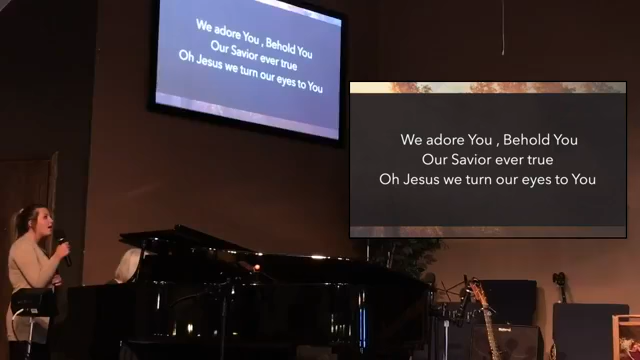 We adore You , Behold You
Our Savior ever true
Oh Jesus we turn our eyes to You
We adore You , Behold You
Our Savior ever true
Oh Jesus we turn our eyes to You